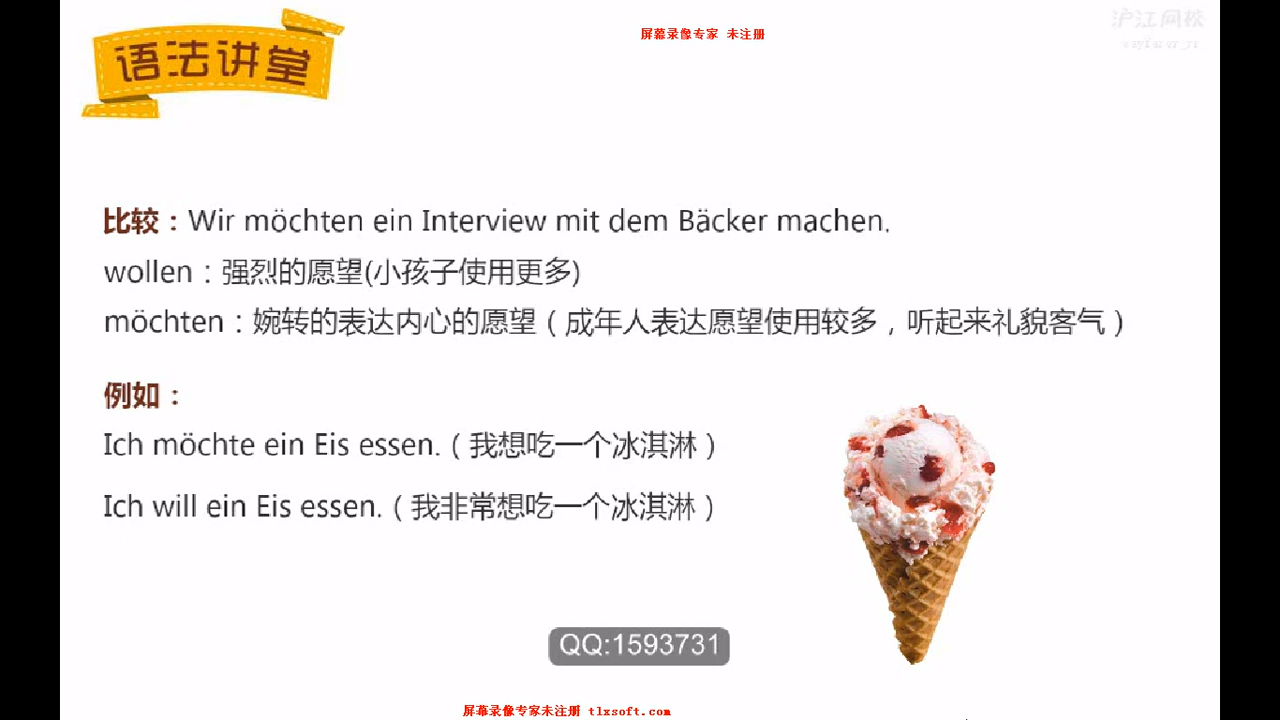 屏幕录像专家 未注册
沪江网校
语法讲堂
比较：Wir möchten ein Interview mit dem Bäcker machen.
wollen：强烈的愿望(小孩子使用更多)
möchten：婉转的表达内心的愿望（成年人表达愿望使用较多，听起来礼貌客气）
例如：
Ich möchte ein Eis essen.（我想吃一个冰淇淋）
Ich will ein Eis essen.（我非常想吃一个冰淇淋）
QQ:1593731
屏幕录像专家未注册 tlxsoft.com